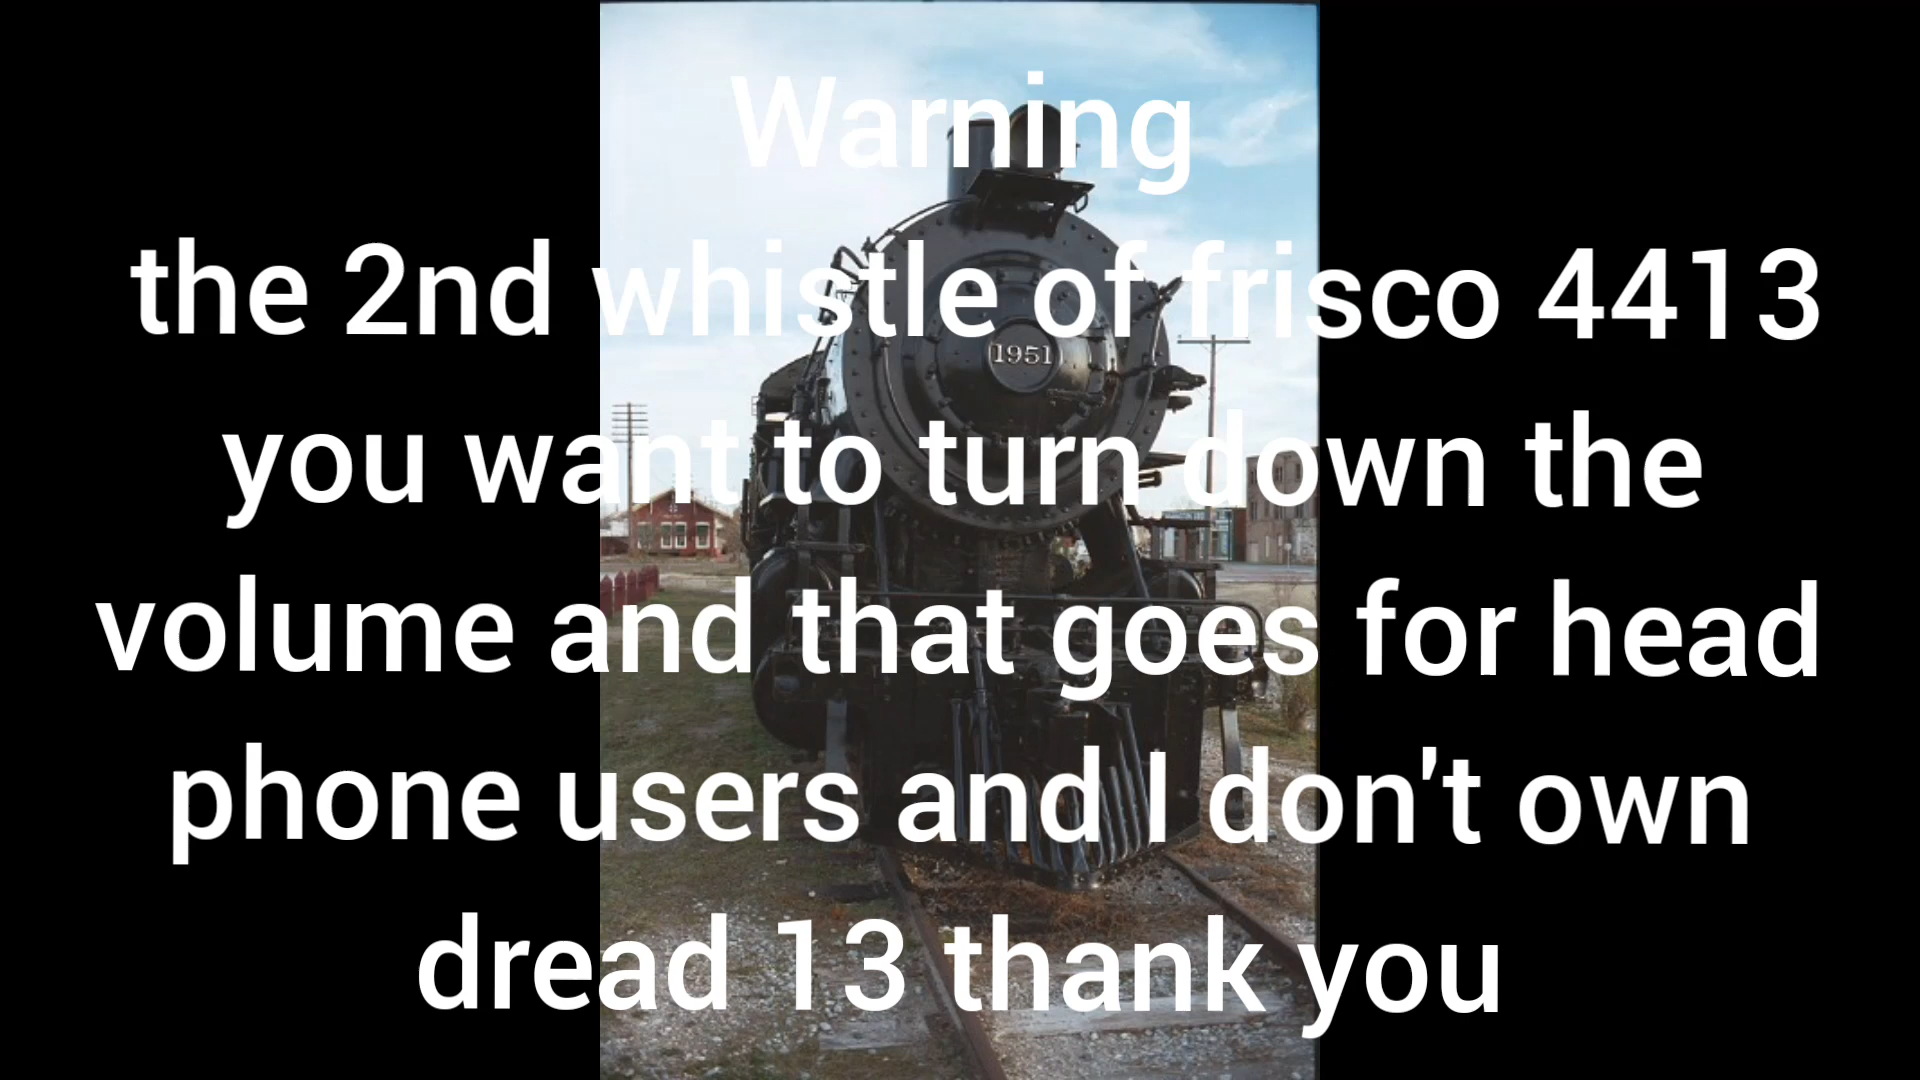 Warning
the 2nd whistle of frisco 4413
1951
you want to turn down the
volume and that goes for head
phone users and I don't own
dread 13 thank you